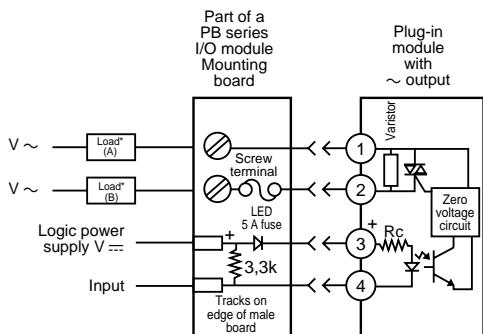 Part of a
PB series
I/O module
Mounting
board
Plug-in
module
with
~ output
V ~
Load*
(A)
1
Varistor
Screw
terminal
V ~
Load*
(B)
2
LED
5 A fuse
Zero
voltage
circuit
Logic power
supply V ⎓
+
3
+
Rc
3,3k
Input
4
Tracks on
edge of male
board